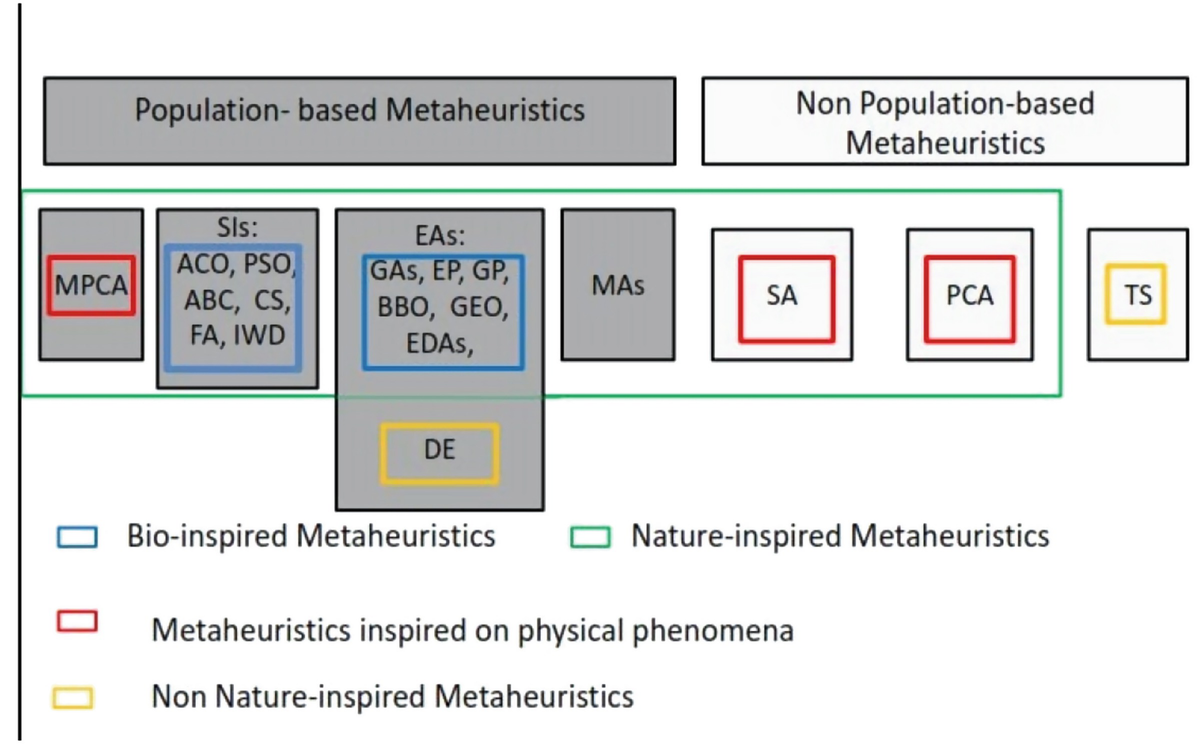 Population- based Metaheuristics
Non Population-based
Metaheuristics
MPCA
SIs:
ACO, PSO,
ABC, CS,
FA, IWD
EAs:
GAs, EP, GP,
BBO, GEO,
EDAs,
DE
MAs
SA
PCA
TS
Bio-inspired Metaheuristics
Nature-inspired Metaheuristics
Metaheuristics inspired on physical phenomena
Non Nature-inspired Metaheuristics